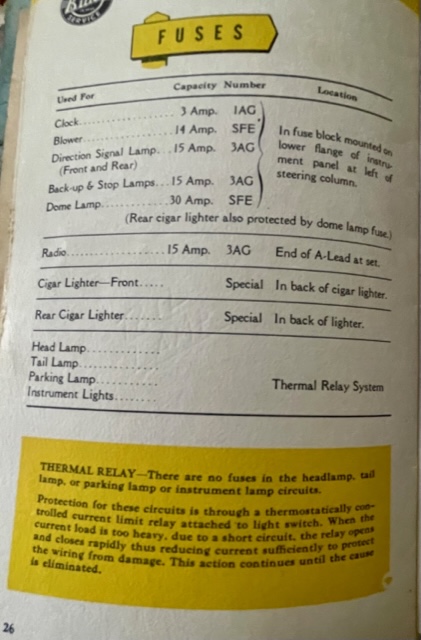 Buick
SERVICE
FUSES
Used For Capacity Number Location
Clock.................. 3 Amp. 1AG
Blower................ 14 Amp. SFE
Direction Signal Lamp...15 Amp. 3AG
(Front and Rear)
Back-up & Stop Lamps...15 Amp. 3AG
Dome Lamp............ 30 Amp. SFE
In fuse block mounted on
lower flange of instru-
ment panel at left of
steering column.
(Rear cigar lighter also protected by dome lamp fuse.)
Radio.................. 15 Amp. 3AG End of A-Lead at set.
Cigar Lighter—Front..... Special In back of cigar lighter.
Rear Cigar Lighter....... Special In back of lighter.
Head Lamp.............
Tail Lamp..............
Parking Lamp...........
Instrument Lights........
Thermal Relay System
THERMAL RELAY—There are no fuses in the headlamp, tail
lamp, or parking lamp or instrument lamp circuits.
Protection for these circuits is through a thermostatically con-
trolled current limit relay attached to light switch. When the
current load is too heavy, due to a short circuit, the relay opens
and closes rapidly thus reducing current sufficiently to protect
the wiring from damage. This action continues until the cause
is eliminated.
26